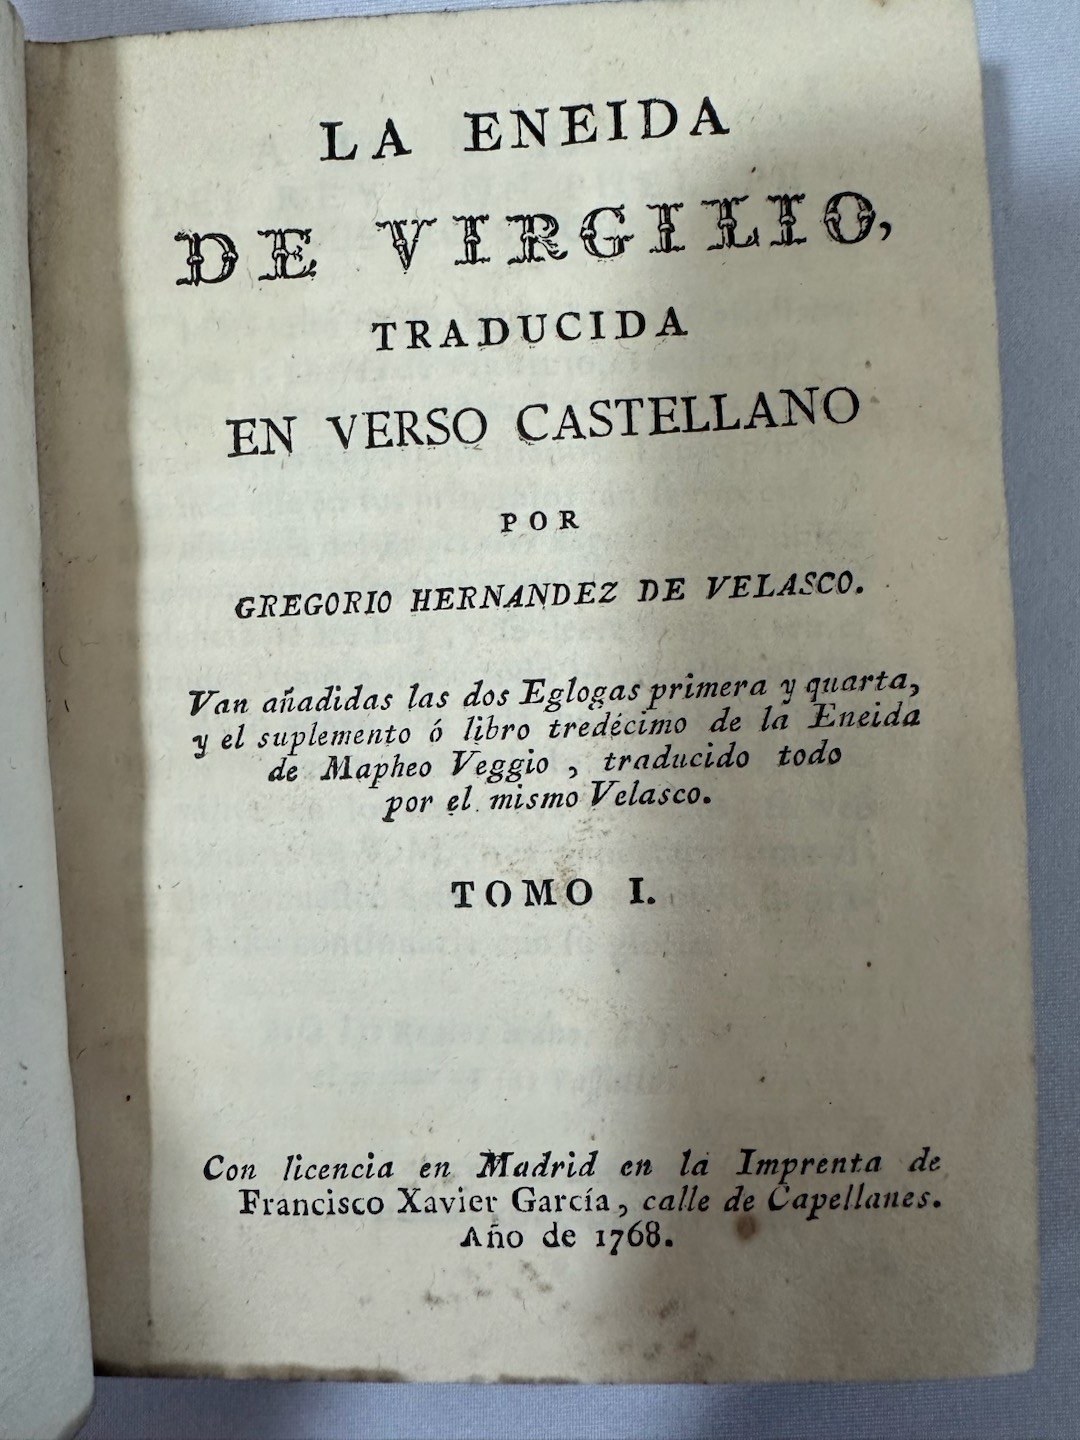 LA ENEIDA
DE VIRGILIO,
TRADUCIDA
EN VERSO CASTELLANO
POR
GREGORIO HERNANDEZ DE VELASCO.
Van añadidas las dos Eglogas primera y quarta,
y el suplemento ó libro tredécimo de la Eneida
de Mapheo Veggio , traducido todo
por el mismo Velasco.
TOMO I.
Con licencia en Madrid en la Imprenta de
Francisco Xavier García, calle de Capellanes.
Año de 1768.